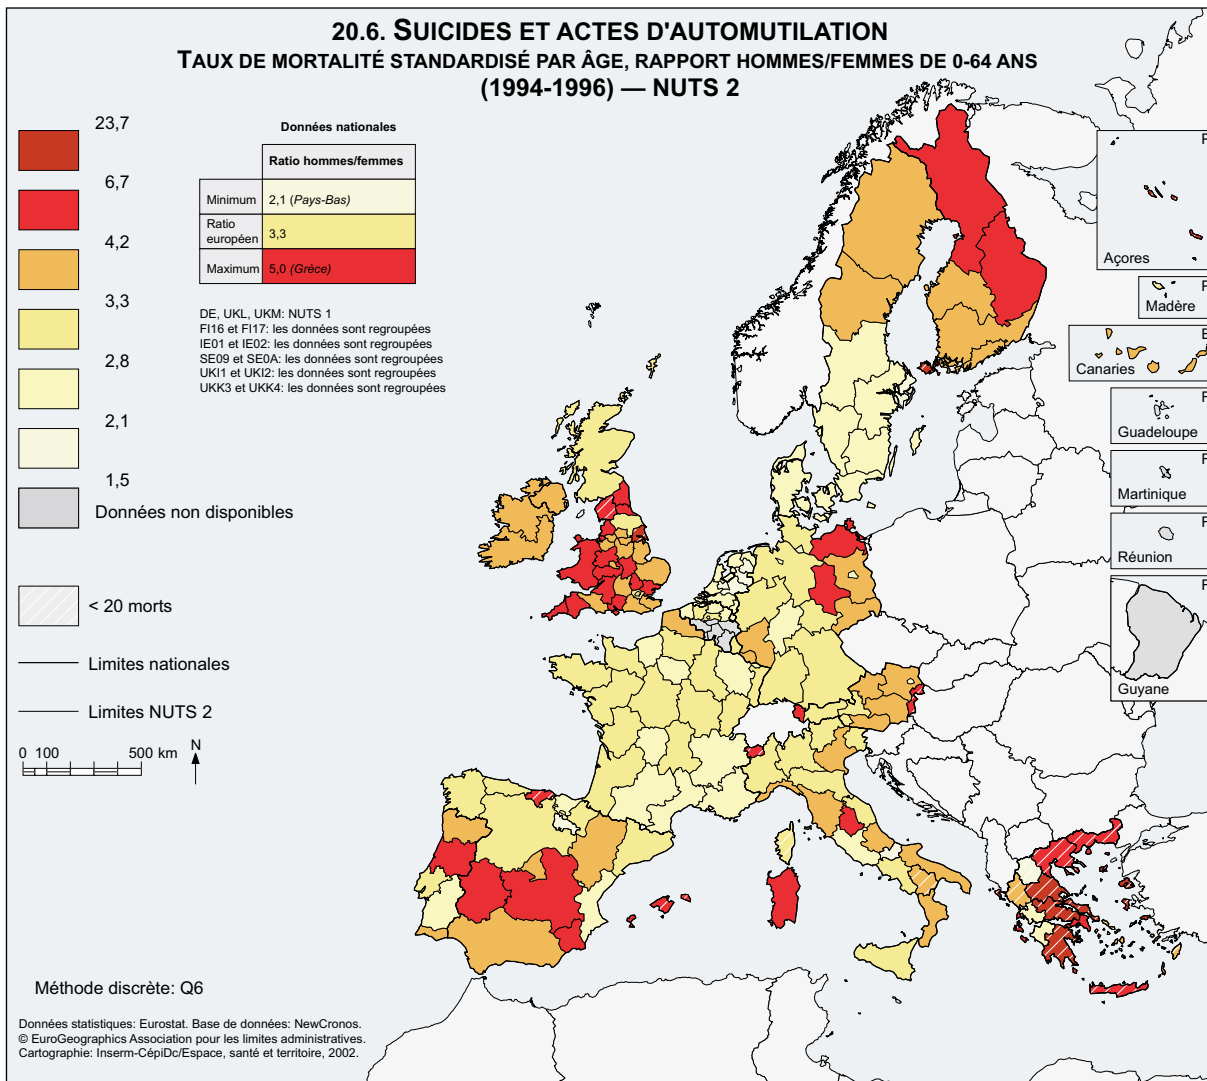 20.6. SUICIDES ET ACTES D'AUTOMUTILATION
TAUX DE MORTALITÉ STANDARDISÉ PAR ÂGE, RAPPORT HOMMES/FEMMES DE 0-64 ANS
(1994-1996) — NUTS 2
23,7
6,7
4,2
3,3
2,8
2,1
1,5
Données non disponibles
< 20 morts
Limites nationales
Limites NUTS 2
0 100 500 km
N
Données nationales
Ratio hommes/femmes
Minimum 2,1 (Pays-Bas)
Ratio
européen 3,3
Maximum 5,0 (Grèce)
DE, UKL, UKM: NUTS 1
FI16 et FI17: les données sont regroupées
IE01 et IE02: les données sont regroupées
SE09 et SE0A: les données sont regroupées
UKI1 et UKI2: les données sont regroupées
UKK3 et UKK4: les données sont regroupées
Açores
Madère
Canaries
Guadeloupe
Martinique
Réunion
Guyane
Méthode discrète: Q6
Données statistiques: Eurostat. Base de données: NewCronos.
© EuroGeographics Association pour les limites administratives.
Cartographie: Inserm-CépiDc/Espace, santé et territoire, 2002.